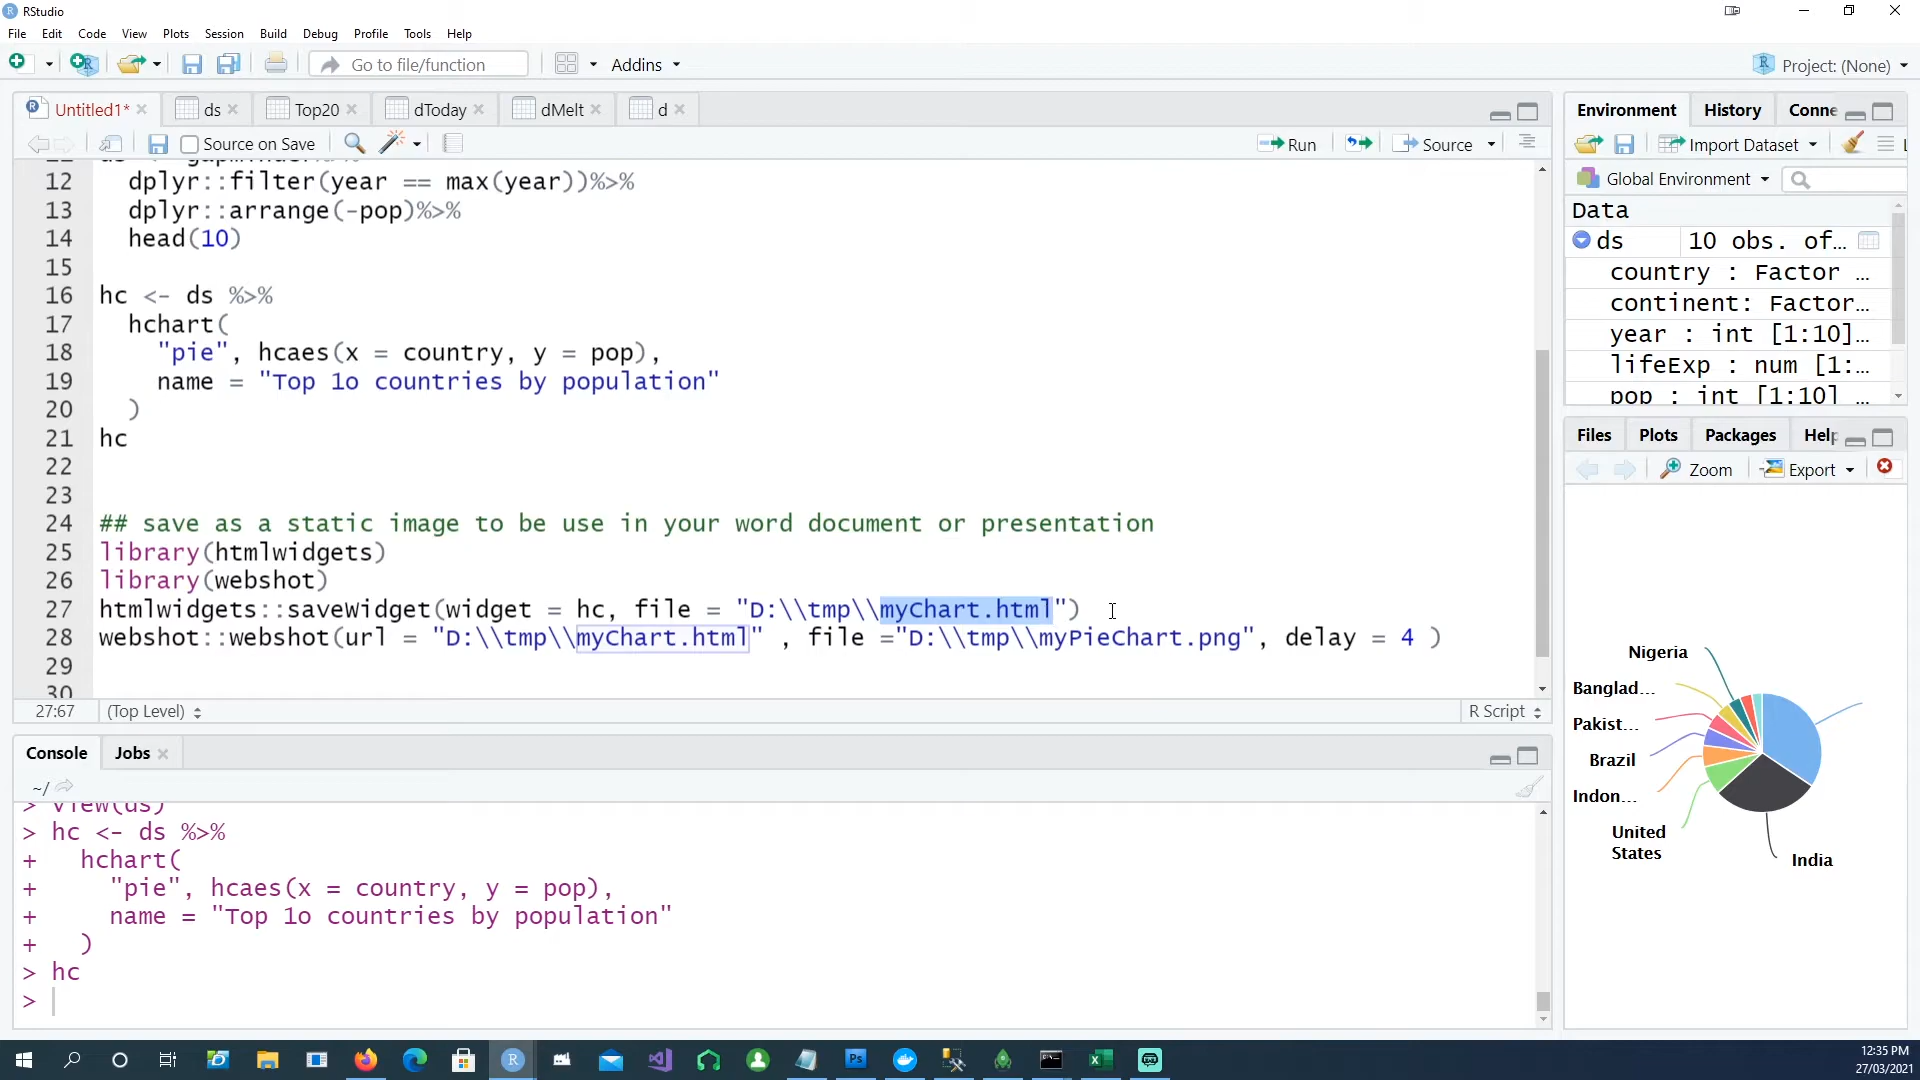 RStudio
File Edit Code View Plots Session Build Debug Profile Tools Help
Go to file/function Addins Project: (None)
Untitled1* ds Top20 dToday dMelt d
Source on Save Run Source
12 dplyr::filter(year == max(year))%>%
13 dplyr::arrange(-pop)%>%
14 head(10)
15
16 hc <- ds %>%
17 hchart(
18 "pie", hcaes(x = country, y = pop),
19 name = "Top 1o countries by population"
20 )
21 hc
22
23
24 ## save as a static image to be use in your word document or presentation
25 library(htmlwidgets)
26 library(webshot)
27 htmlwidgets::saveWidget(widget = hc, file = "D:\\tmp\\myChart.html")
28 webshot::webshot(url = "D:\\tmp\\myChart.html" , file ="D:\\tmp\\myPieChart.png", delay = 4 )
29
30
27:67 (Top Level) R Script
Console Jobs
~/
> View(ds)
> hc <- ds %>%
+ hchart(
+ "pie", hcaes(x = country, y = pop),
+ name = "Top 1o countries by population"
+ )
> hc
>
Environment History Conne
Import Dataset
Global Environment
Data
ds 10 obs. of…
country : Factor …
continent: Factor…
year : int [1:10]…
lifeExp : num [1:…
pop : int [1:10] …
Files Plots Packages Help
Zoom Export
Nigeria
Banglad…
Pakist…
Brazil
Indon…
United
States
India
12:35 PM
27/03/2021